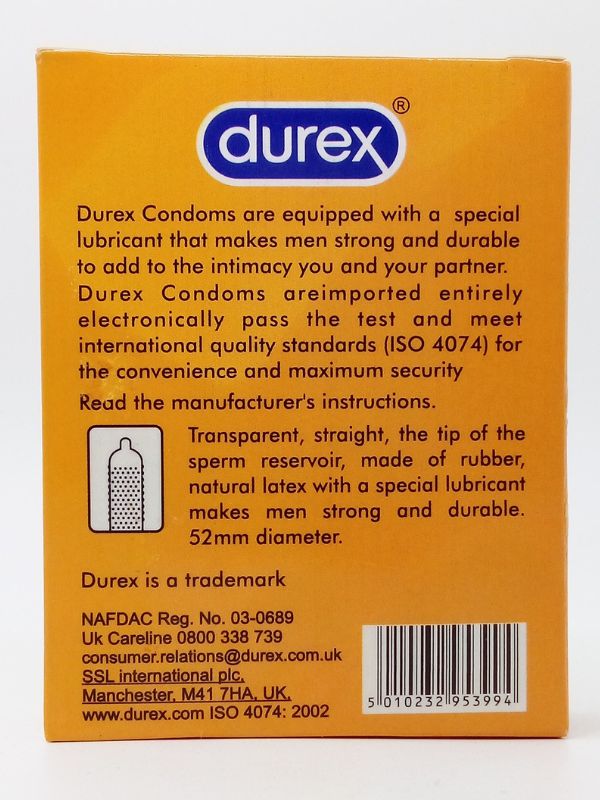 durex®
Durex Condoms are equipped with a special
lubricant that makes men strong and durable
to add to the intimacy you and your partner.
Durex Condoms areimported entirely
electronically pass the test and meet
international quality standards (ISO 4074) for
the convenience and maximum security
Read the manufacturer's instructions.
Transparent, straight, the tip of the
sperm reservoir, made of rubber,
natural latex with a special lubricant
makes men strong and durable.
52mm diameter.
Durex is a trademark
NAFDAC Reg. No. 03-0689
Uk Careline 0800 338 739
consumer.relations@durex.com.uk
SSL international plc,
Manchester, M41 7HA, UK.
www.durex.com ISO 4074: 2002
5 010232 953994